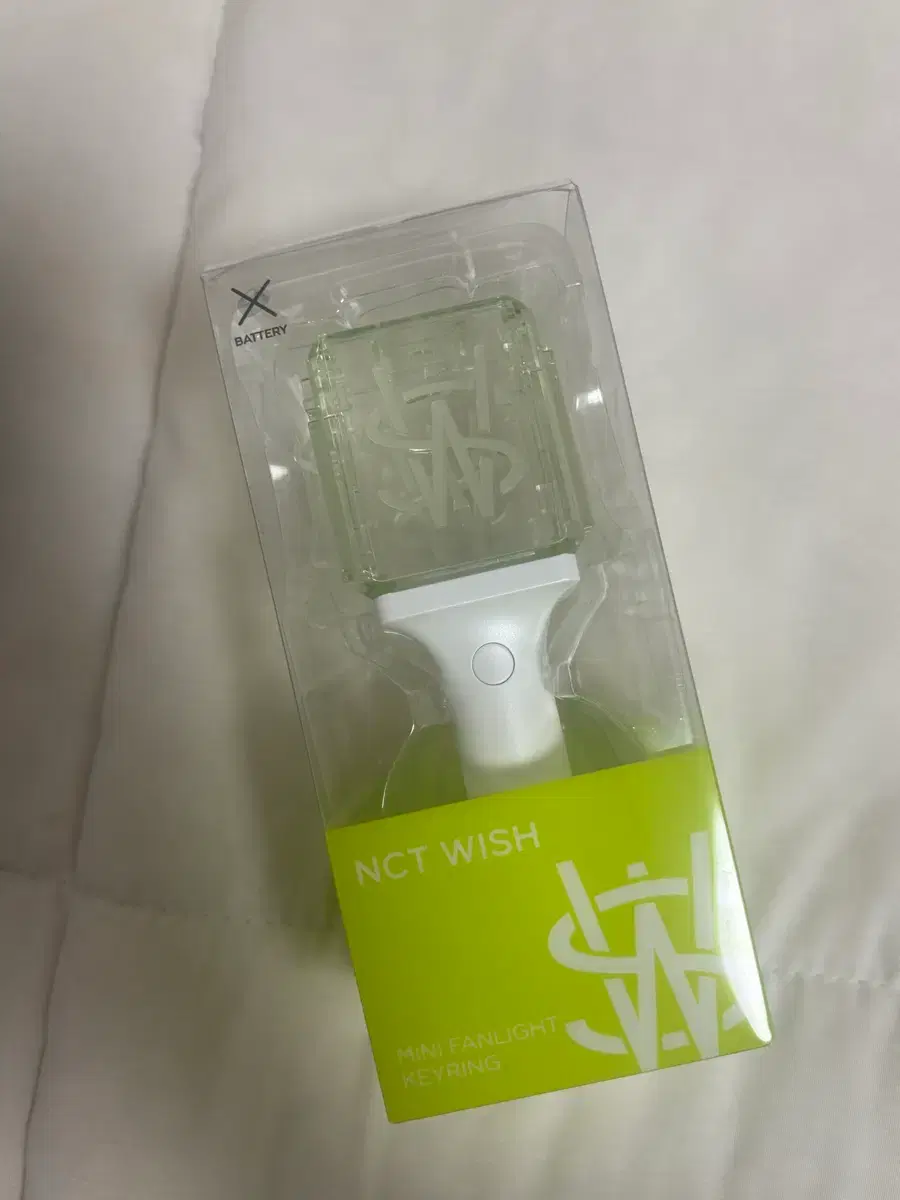 BATTERY
NCT WISH
MINI FANLIGHT
KEYRING